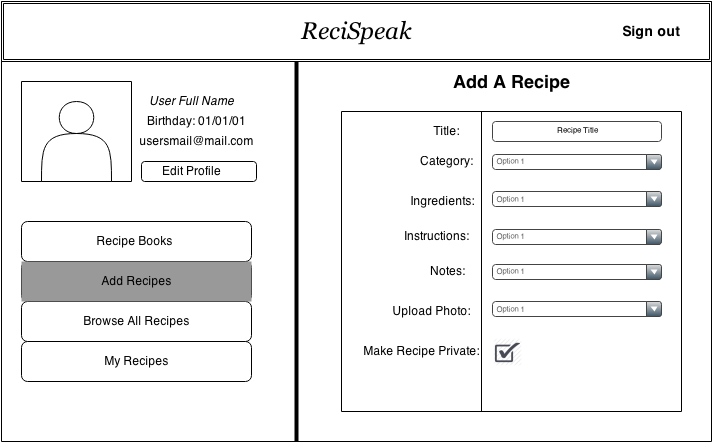 ReciSpeak
Sign out
User Full Name
Birthday: 01/01/01
usersmail@mail.com
Edit Profile
Recipe Books
Add Recipes
Browse All Recipes
My Recipes
Add A Recipe
Title: Recipe Title
Category: Option 1
Ingredients: Option 1
Instructions: Option 1
Notes: Option 1
Upload Photo: Option 1
Make Recipe Private: